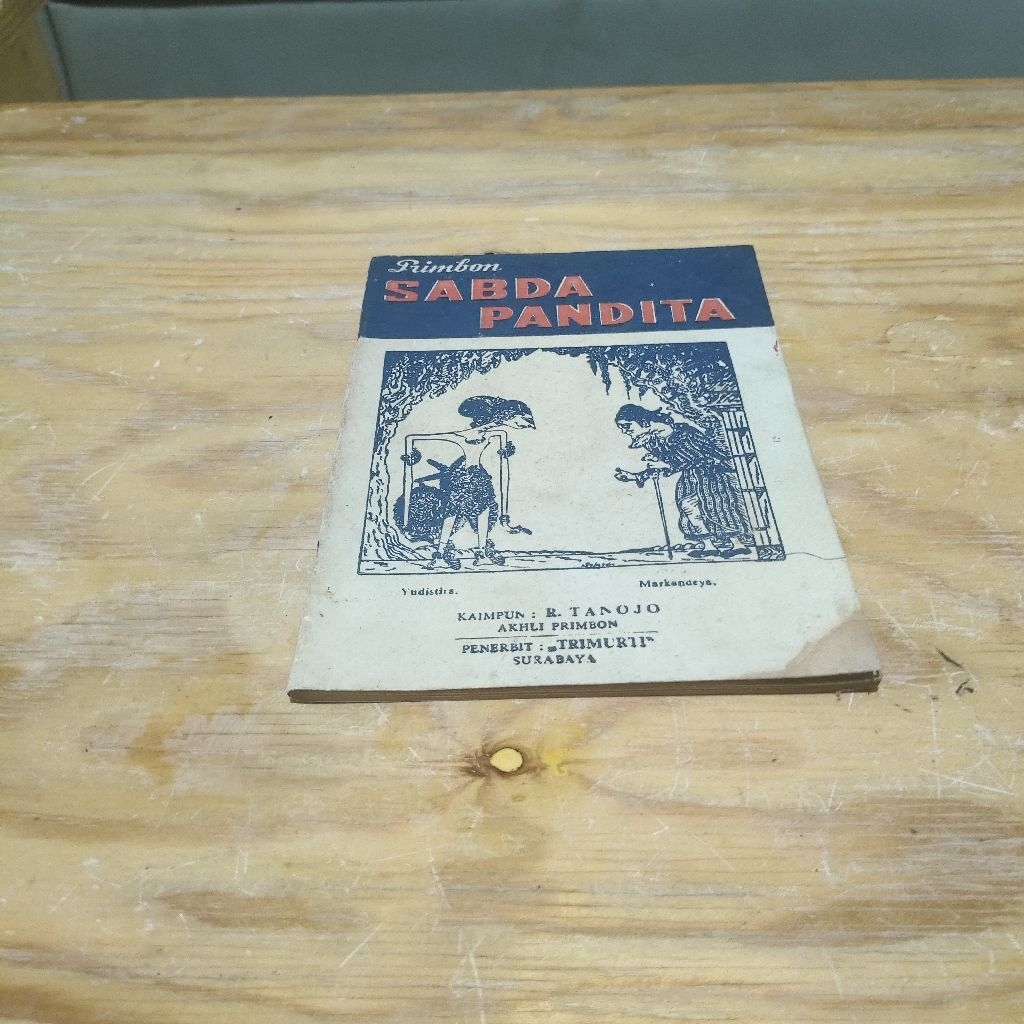 Primbon
SABDA
PANDITA
Yudistira.
Markandeya.
KAIMPUN : R. TANOJO
AKHLI PRIMBON
PENERBIT : „TRIMURTI"
SURABAYA